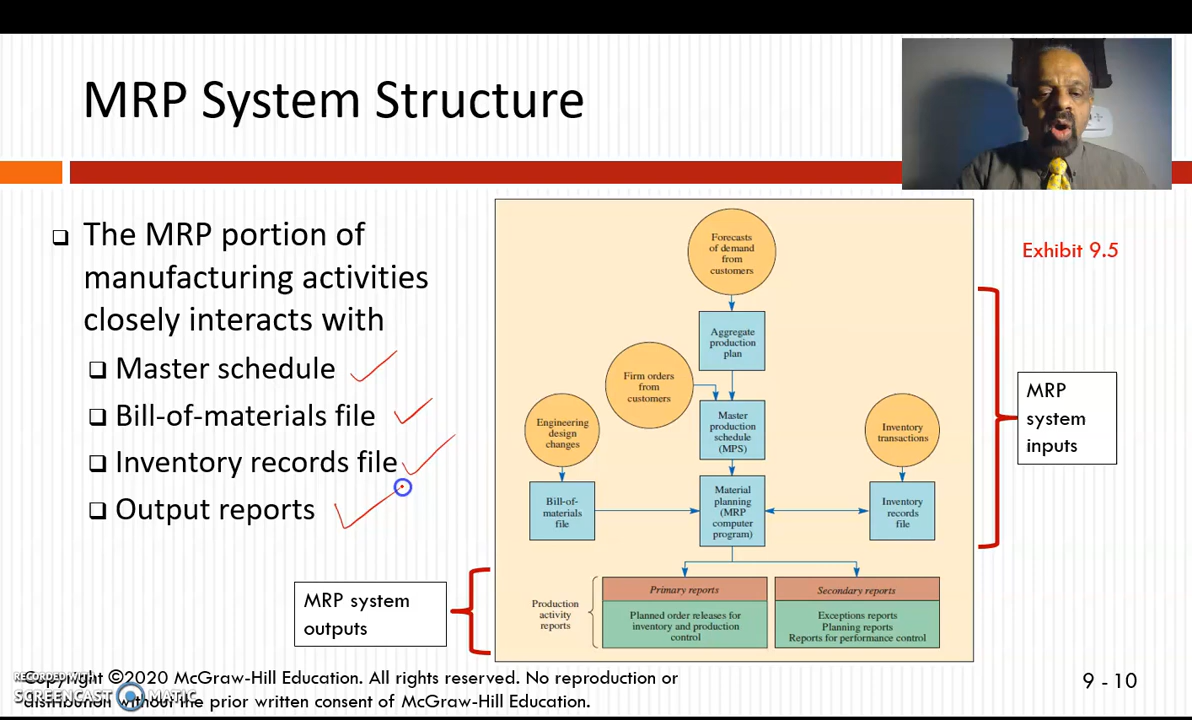 MRP System Structure
The MRP portion of
manufacturing activities
closely interacts with
Master schedule
Bill-of-materials file
Inventory records file
Output reports
Exhibit 9.5
Forecasts
of demand
from
customers
Aggregate
production
plan
Firm orders
from
customers
Engineering
design
changes
Master
production
schedule
(MPS)
Inventory
transactions
Bill-of-
materials
file
Material
planning
(MRP
computer
program)
Inventory
records
file
MRP
system
inputs
MRP system
outputs
Production
activity
reports
Primary reports
Planned order releases for
inventory and production
control
Secondary reports
Exceptions reports
Planning reports
Reports for performance control
Copyright ©2020 McGraw-Hill Education. All rights reserved. No reproduction or
distribution without the prior written consent of McGraw-Hill Education.
9 - 10
RECORDED WITH
SCREENCAST MATIC